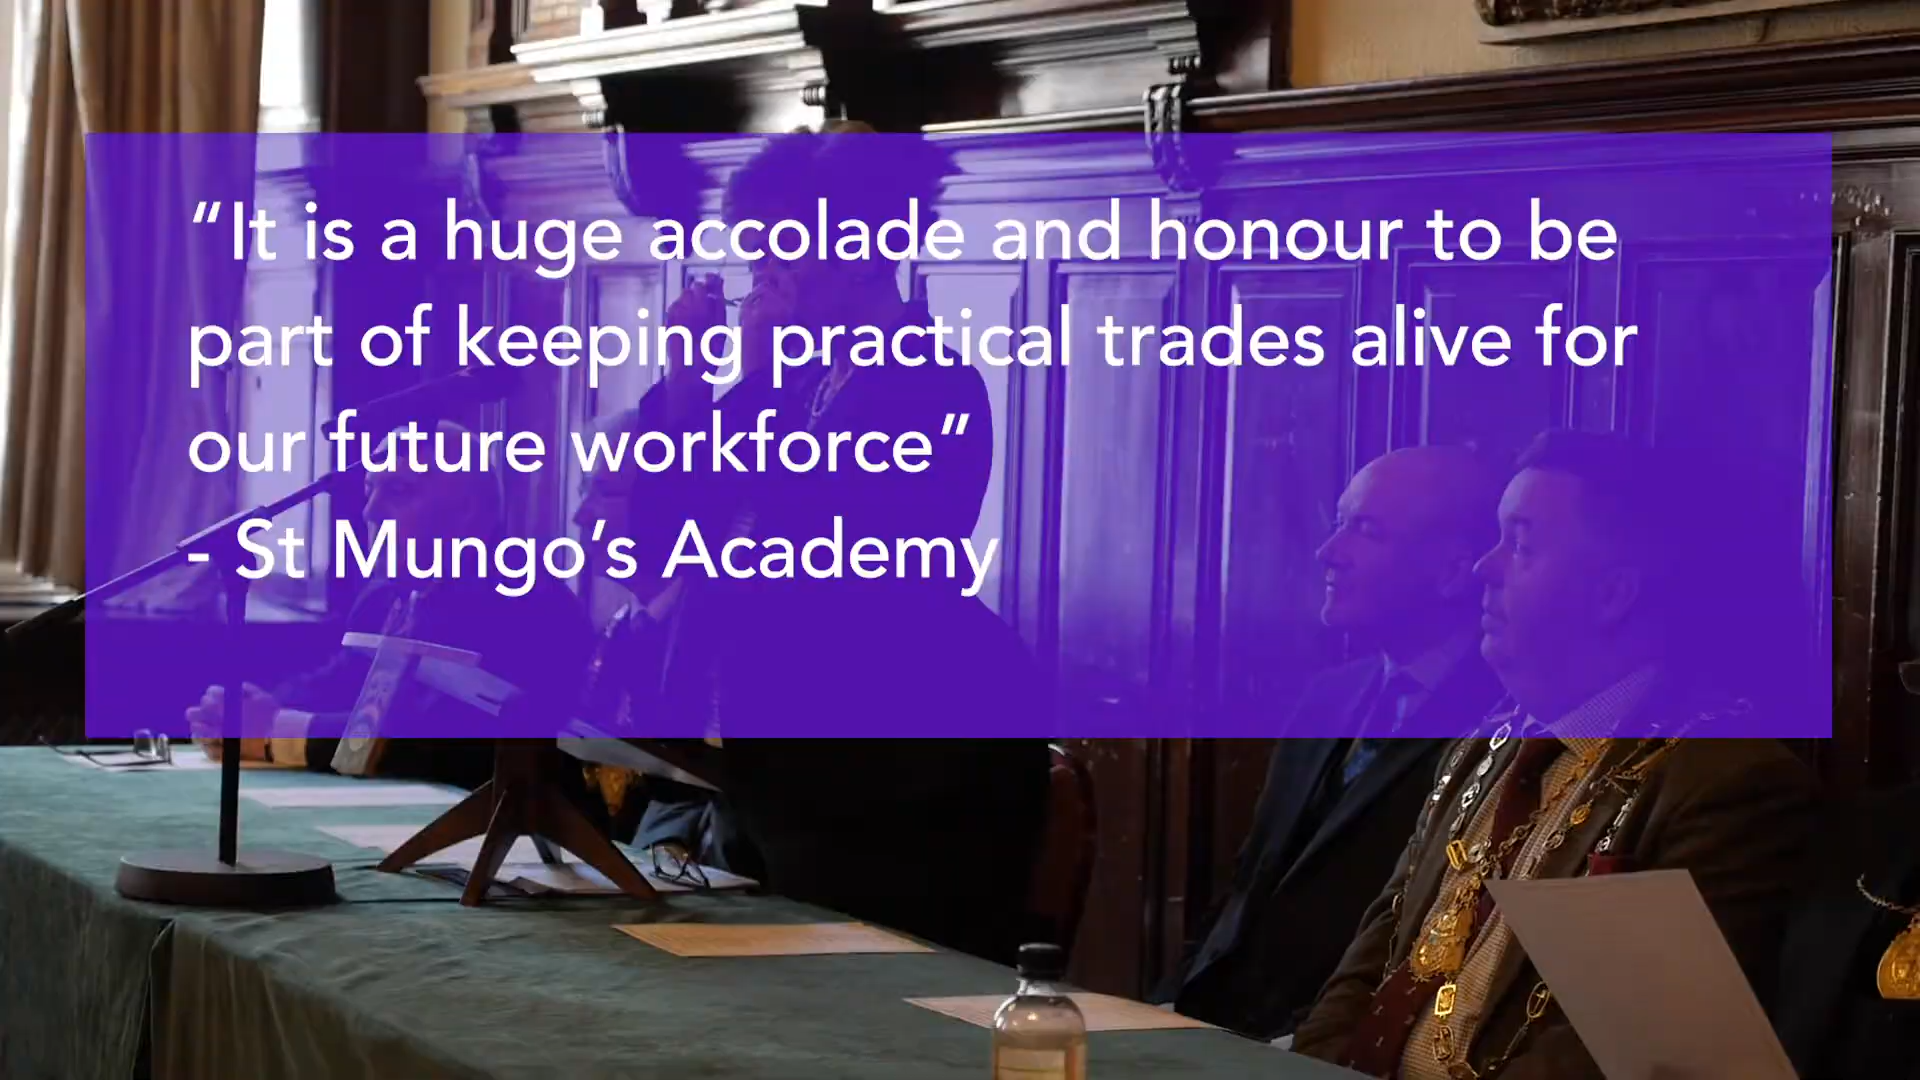 “It is a huge accolade and honour to be
part of keeping practical trades alive for
our future workforce”
- St Mungo’s Academy